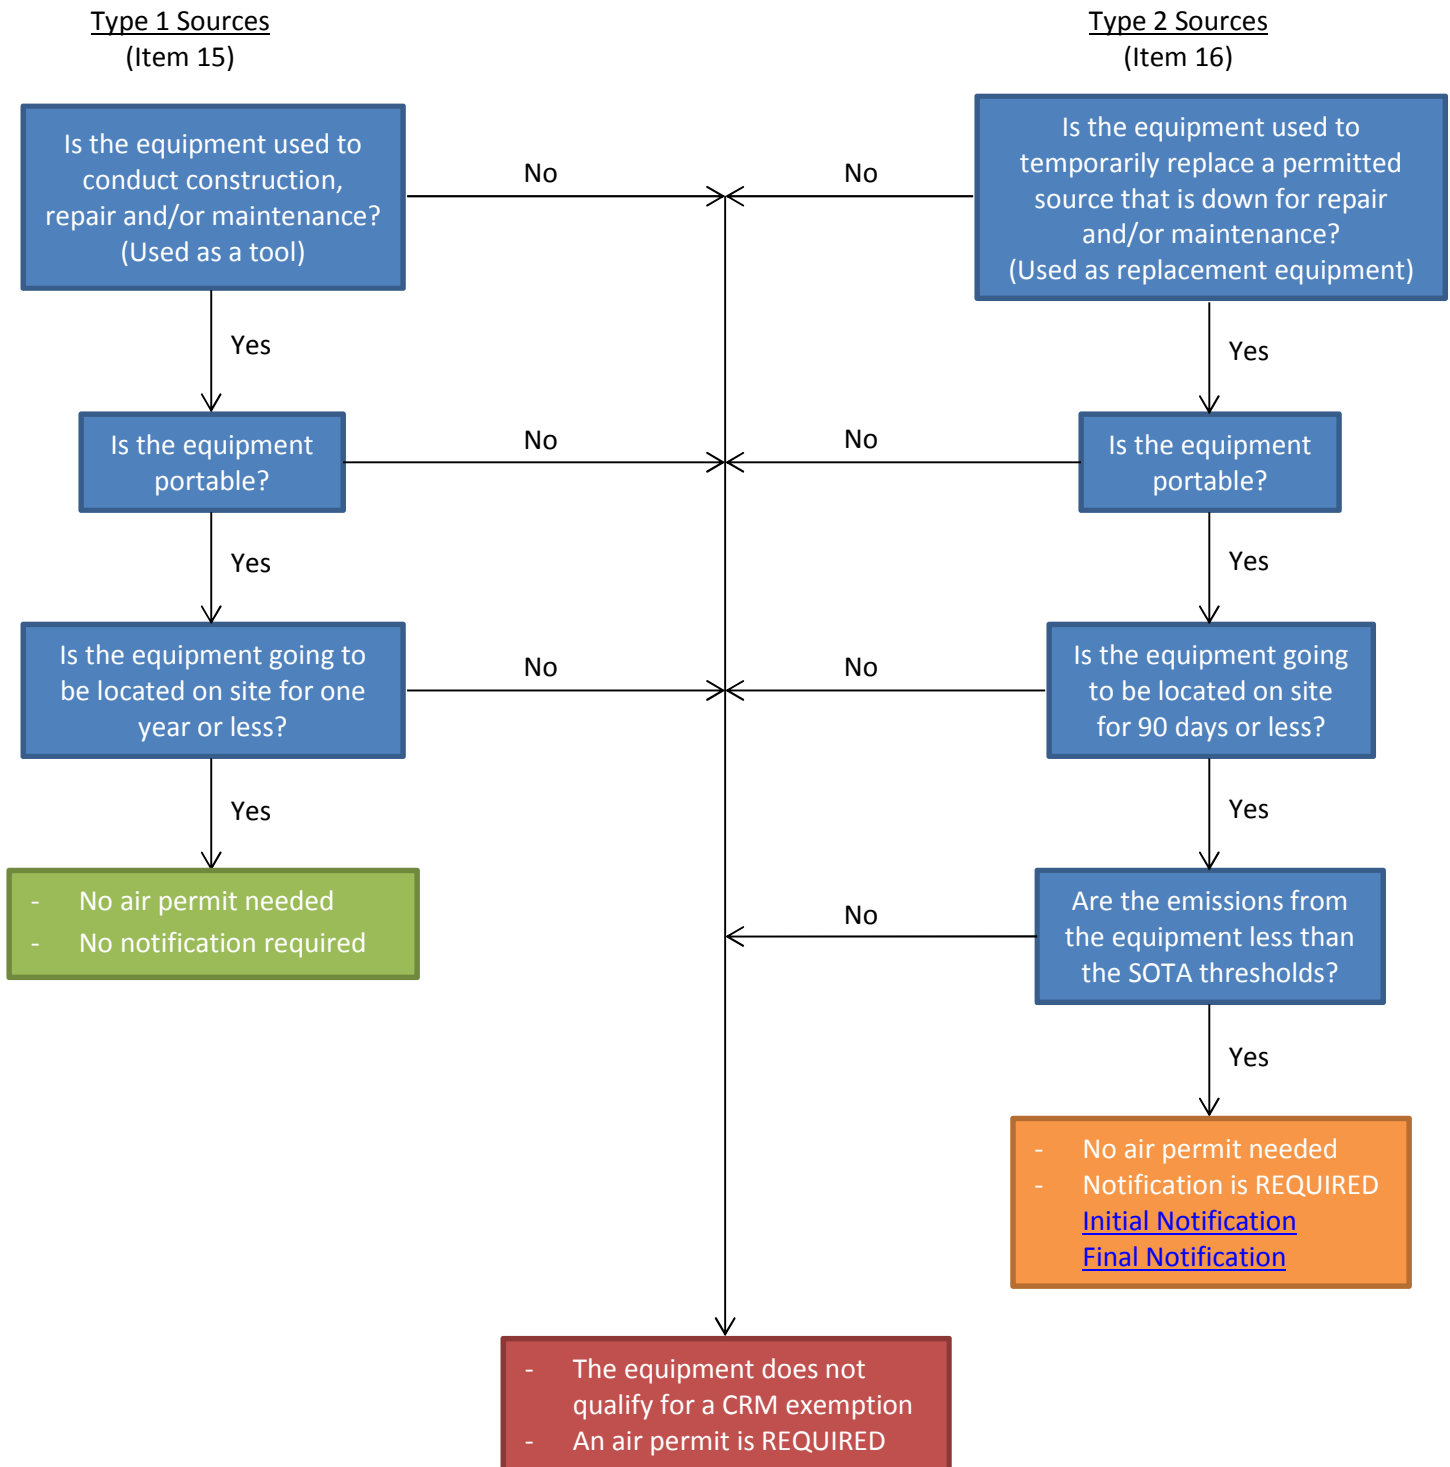 Type 1 Sources
(Item 15)
Type 2 Sources
(Item 16)
Is the equipment used to
conduct construction,
repair and/or maintenance?
(Used as a tool)
No
No
Is the equipment used to
temporarily replace a permitted
source that is down for repair
and/or maintenance?
(Used as replacement equipment)
Yes
Yes
Is the equipment
portable?
No
No
Is the equipment
portable?
Yes
Yes
Is the equipment going to
be located on site for one
year or less?
No
No
Is the equipment going
to be located on site
for 90 days or less?
Yes
Yes
- No air permit needed
- No notification required
No
Are the emissions from
the equipment less than
the SOTA thresholds?
Yes
- No air permit needed
- Notification is REQUIRED
Initial Notification
Final Notification
- The equipment does not
qualify for a CRM exemption
- An air permit is REQUIRED